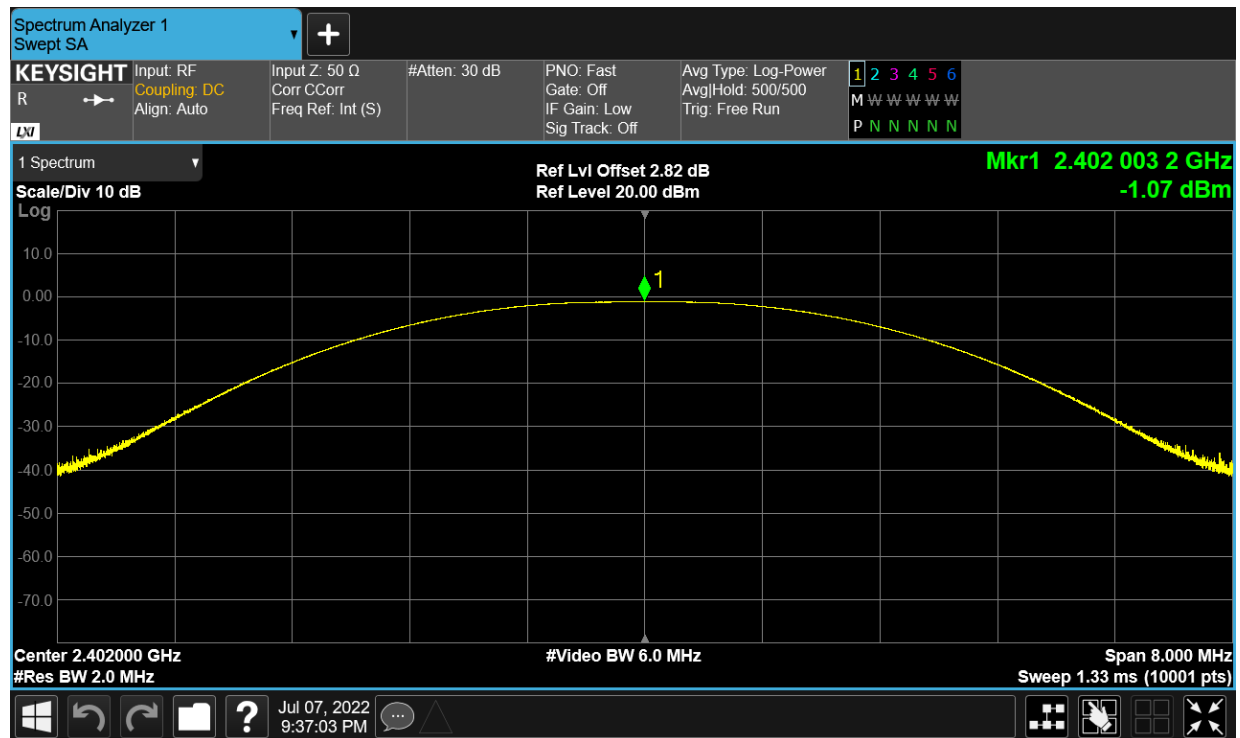 Spectrum Analyzer 1
Swept SA
KEYSIGHT
R
LXI
Input: RF
Coupling: DC
Align: Auto
Input Z: 50 Ω
Corr CCorr
Freq Ref: Int (S)
#Atten: 30 dB
PNO: Fast
Gate: Off
IF Gain: Low
Sig Track: Off
Avg Type: Log-Power
Avg|Hold: 500/500
Trig: Free Run
1 2 3 4 5 6
M W W W W W
P N N N N N
1 Spectrum
Scale/Div 10 dB
Ref Lvl Offset 2.82 dB
Ref Level 20.00 dBm
Mkr1 2.402 003 2 GHz
-1.07 dBm
Log
10.0
0.00
-10.0
-20.0
-30.0
-40.0
-50.0
-60.0
-70.0
1
Center 2.402000 GHz
#Res BW 2.0 MHz
#Video BW 6.0 MHz
Span 8.000 MHz
Sweep 1.33 ms (10001 pts)
?
Jul 07, 2022
9:37:03 PM